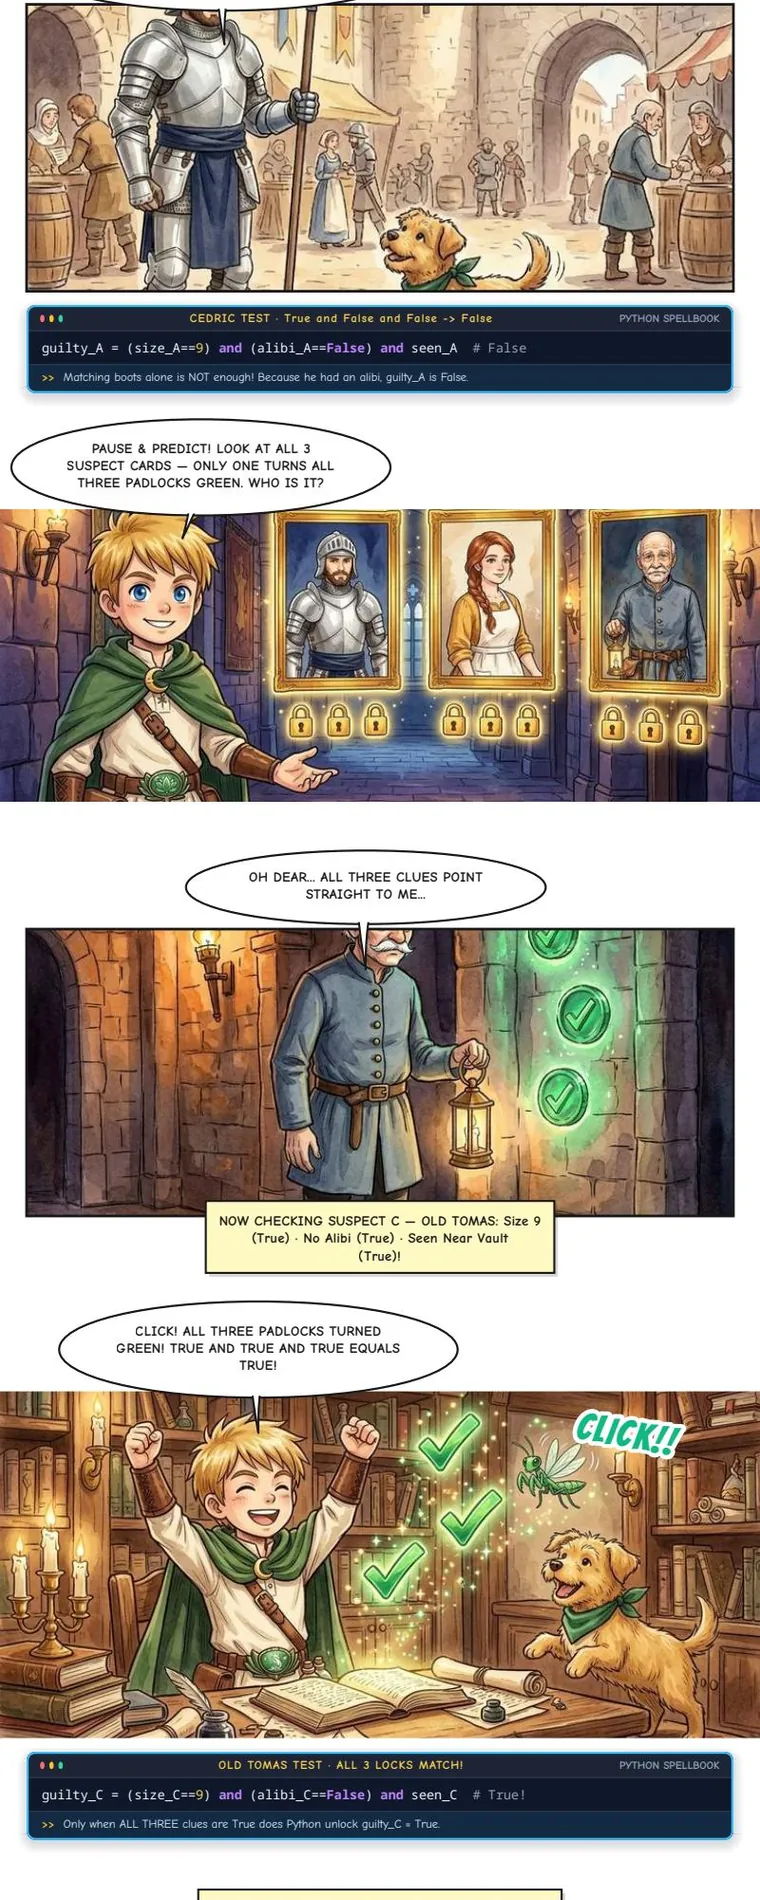 CEDRIC TEST · True and False and False -> False
PYTHON SPELLBOOK
guilty_A = (size_A==9) and (alibi_A==False) and seen_A  # False
>> Matching boots alone is NOT enough! Because he had an alibi, guilty_A is False.
PAUSE & PREDICT! LOOK AT ALL 3
SUSPECT CARDS — ONLY ONE TURNS ALL
THREE PADLOCKS GREEN. WHO IS IT?
OH DEAR... ALL THREE CLUES POINT
STRAIGHT TO ME...
NOW CHECKING SUSPECT C — OLD TOMAS: Size 9
(True) · No Alibi (True) · Seen Near Vault
(True)!
CLICK! ALL THREE PADLOCKS TURNED
GREEN! TRUE AND TRUE AND TRUE EQUALS
TRUE!
CLICK!!
OLD TOMAS TEST · ALL 3 LOCKS MATCH!
PYTHON SPELLBOOK
guilty_C = (size_C==9) and (alibi_C==False) and seen_C  # True!
>> Only when ALL THREE clues are True does Python unlock guilty_C = True.